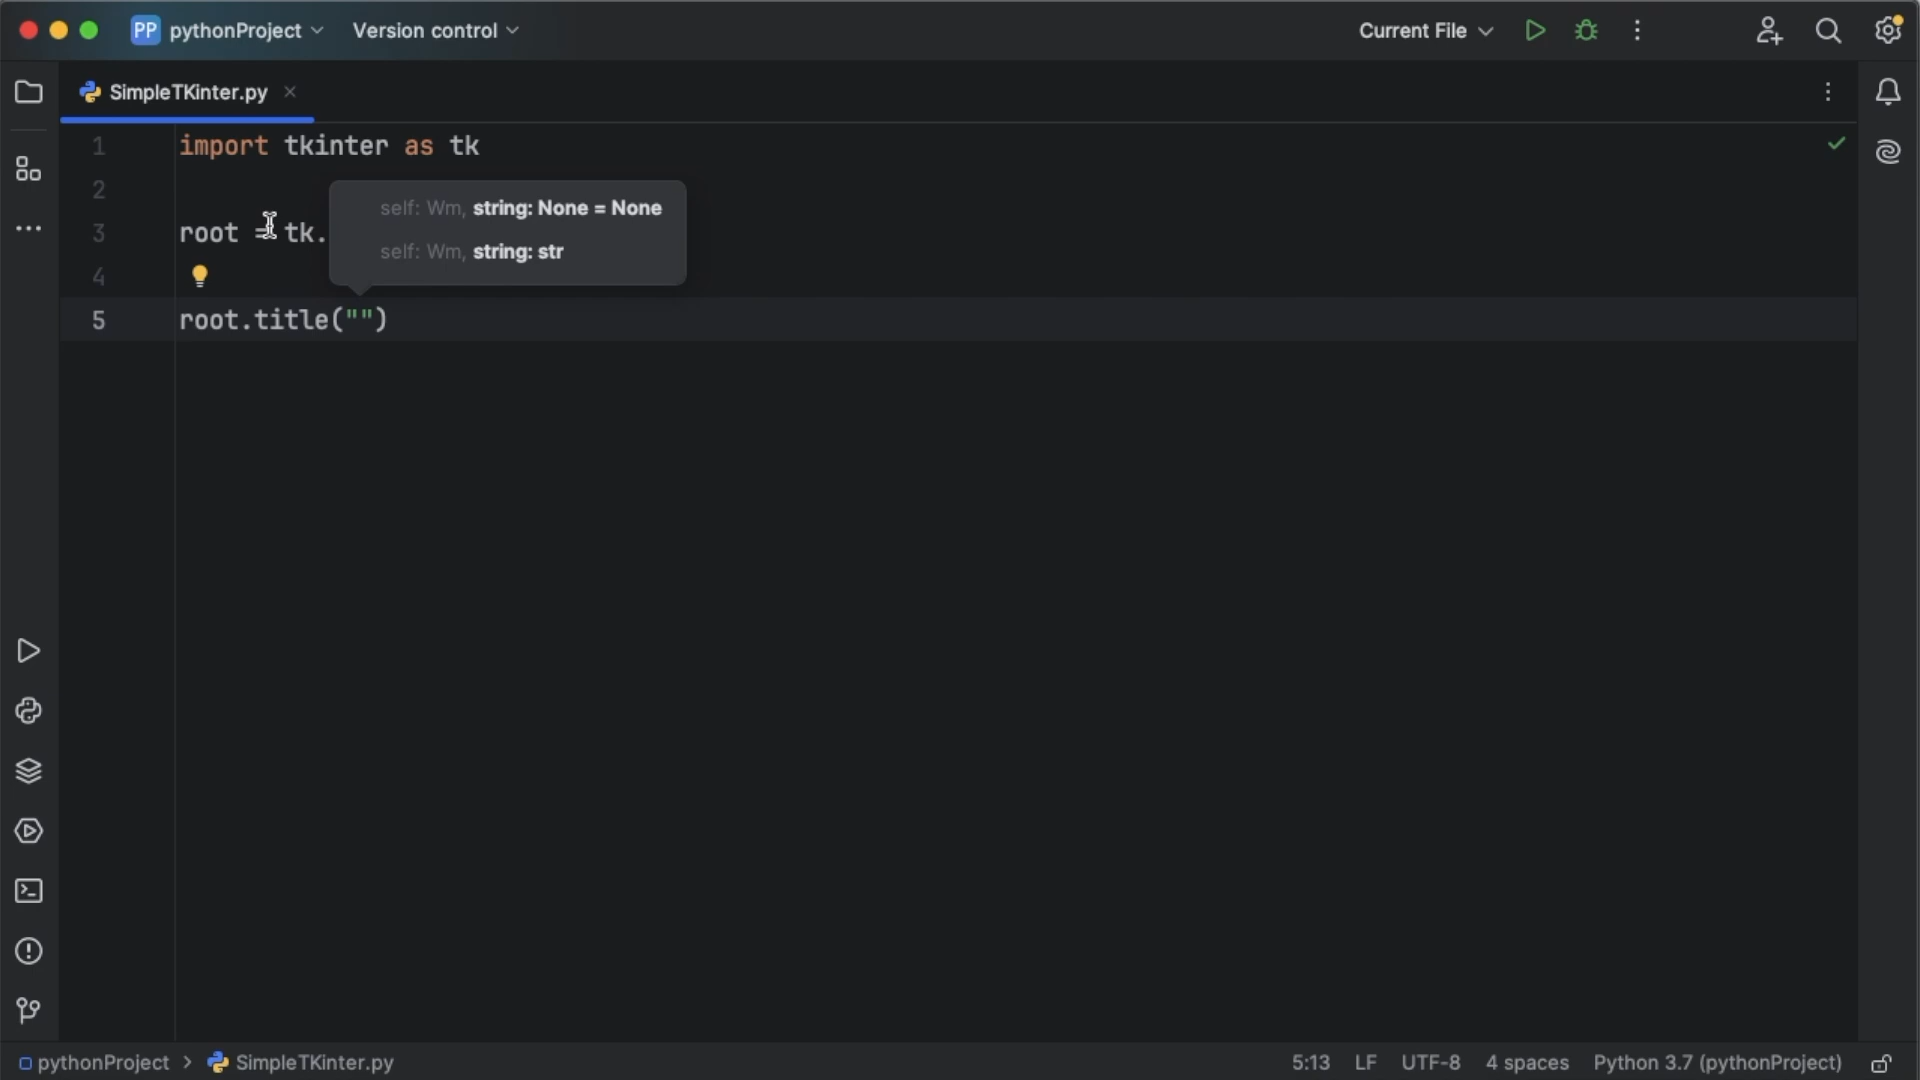 PP pythonProject Version control Current File
SimpleTKinter.py
1 import tkinter as tk
2
self: Wm, string: None = None
3 root = tk.
self: Wm, string: str
4
5 root.title("")
pythonProject > SimpleTKinter.py 5:13 LF UTF-8 4 spaces Python 3.7 (pythonProject)